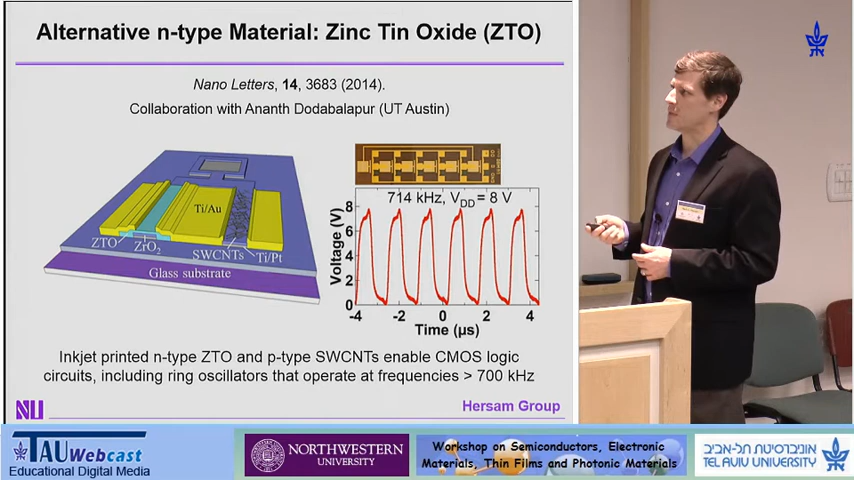 Alternative n-type Material: Zinc Tin Oxide (ZTO)
Nano Letters, 14, 3683 (2014).
Collaboration with Ananth Dodabalapur (UT Austin)
Ti/Au
ZTO
ZrO2
SWCNTs
Ti/Pt
Glass substrate
714 kHz, VDD = 8 V
Voltage (V)
8
6
4
2
0
-4 -2 0 2 4
Time (µs)
Inkjet printed n-type ZTO and p-type SWCNTs enable CMOS logic
circuits, including ring oscillators that operate at frequencies > 700 kHz
NU
Hersam Group
TAU Webcast
Educational Digital Media
NORTHWESTERN
UNIVERSITY
Workshop on Semiconductors, Electronic
Materials, Thin Films and Photonic Materials
אוניברסיטת תל-אביב
TEL AVIV UNIVERSITY